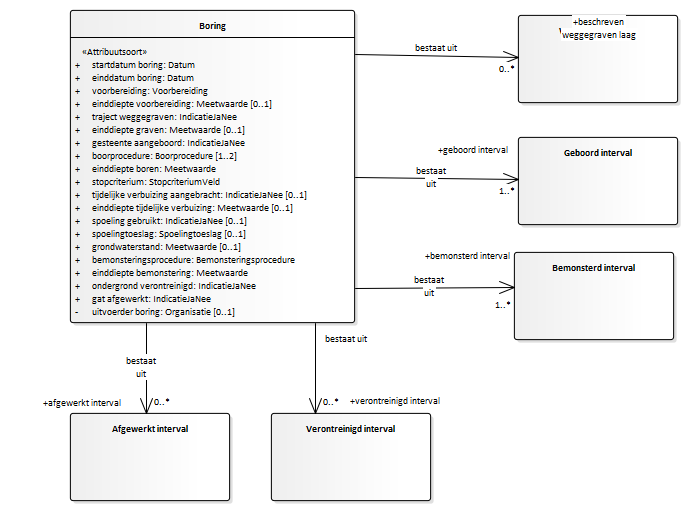 Boring
«Attribuutsoort»
+ startdatum boring: Datum
+ einddatum boring: Datum
+ voorbereiding: Voorbereiding
+ einddiepte voorbereiding: Meetwaarde [0..1]
+ traject weggegraven: IndicatieJaNee
+ einddiepte graven: Meetwaarde [0..1]
+ gesteente aangeboord: IndicatieJaNee
+ boorprocedure: Boorprocedure [1..2]
+ einddiepte boren: Meetwaarde
+ stopcriterium: StopcriteriumVeld
+ tijdelijke verbuizing aangebracht: IndicatieJaNee [0..1]
+ einddiepte tijdelijke verbuizing: Meetwaarde [0..1]
+ spoeling gebruikt: IndicatieJaNee [0..1]
+ spoelingtoeslag: Spoelingtoeslag [0..1]
+ grondwaterstand: Meetwaarde [0..1]
+ bemonsteringsprocedure: Bemonsteringsprocedure
+ einddiepte bemonstering: Meetwaarde
+ ondergrond verontreinigd: IndicatieJaNee
+ gat afgewerkt: IndicatieJaNee
- uitvoerder boring: Organisatie [0..1]
bestaat uit
0..*
+beschreven
weggegraven laag
+geboord interval
bestaat
uit
1..*
Geboord interval
+bemonsterd interval
bestaat
uit
1..*
Bemonsterd interval
bestaat
uit
+afgewerkt interval
0..*
Afgewerkt interval
bestaat uit
0..*
+verontreinigd interval
Verontreinigd interval